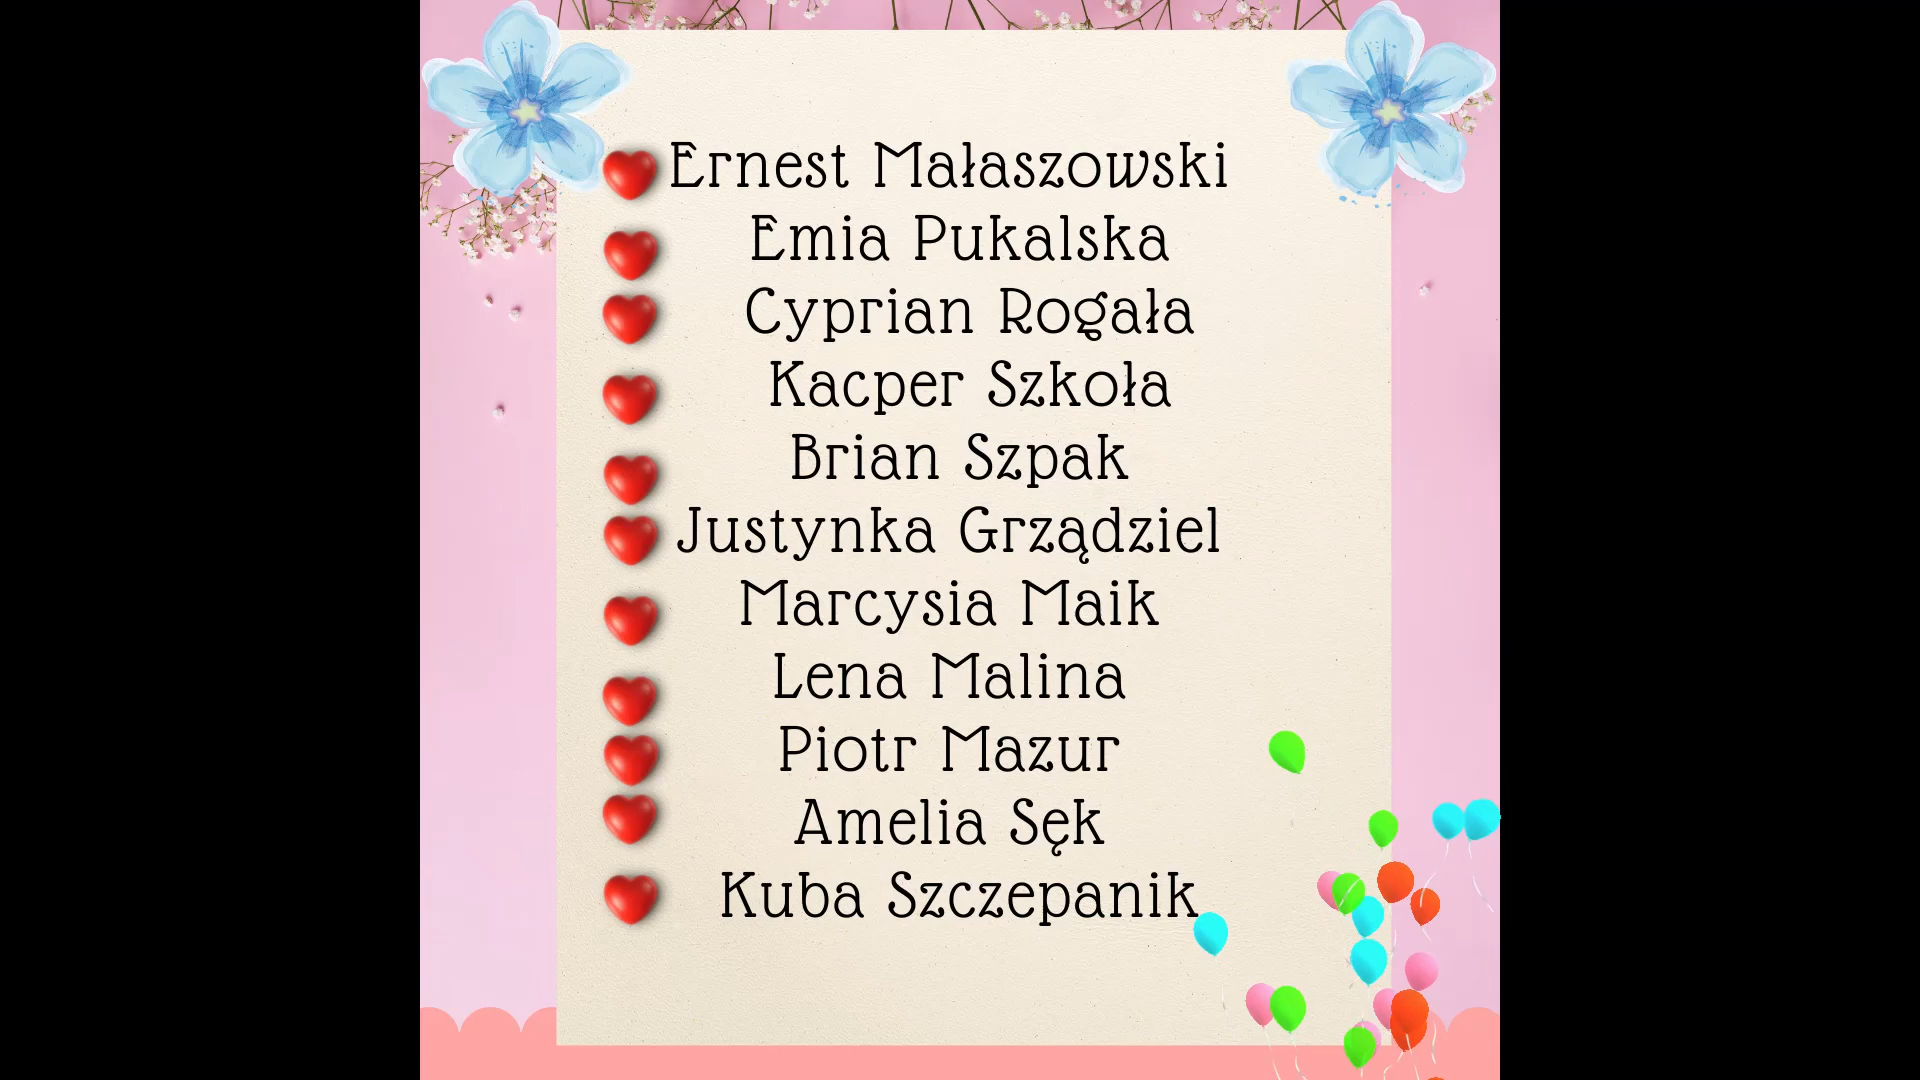 Ernest Małaszowski
Emia Pukalska
Cyprian Rogała
Kacper Szkoła
Brian Szpak
Justynka Grządziel
Marcysia Maik
Lena Malina
Piotr Mazur
Amelia Sęk
Kuba Szczepanik